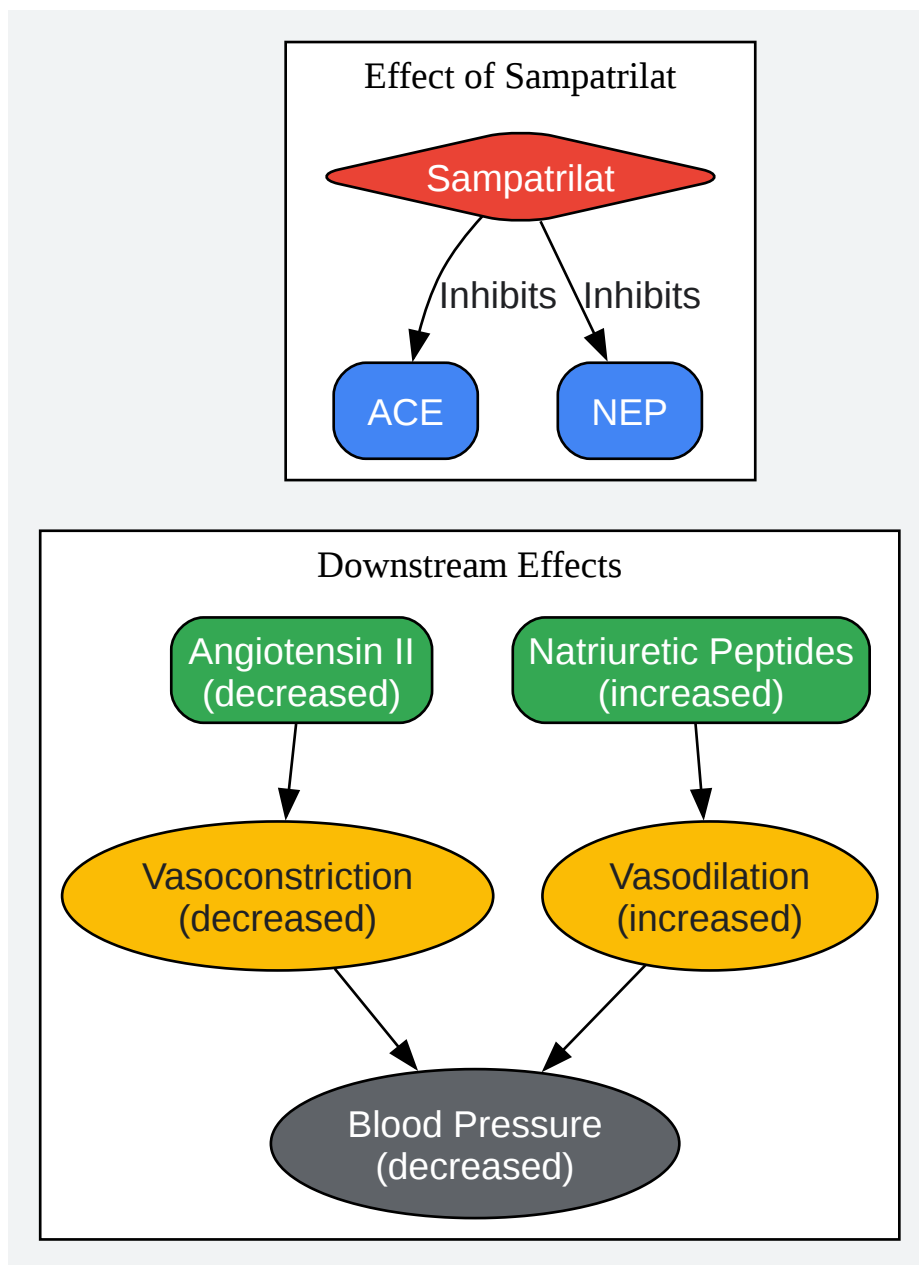 Effect of Sampatrilat
Sampatrilat
Inhibits
Inhibits
ACE
NEP
Downstream Effects
Angiotensin II
(decreased)
Natriuretic Peptides
(increased)
Vasoconstriction
(decreased)
Vasodilation
(increased)
Blood Pressure
(decreased)